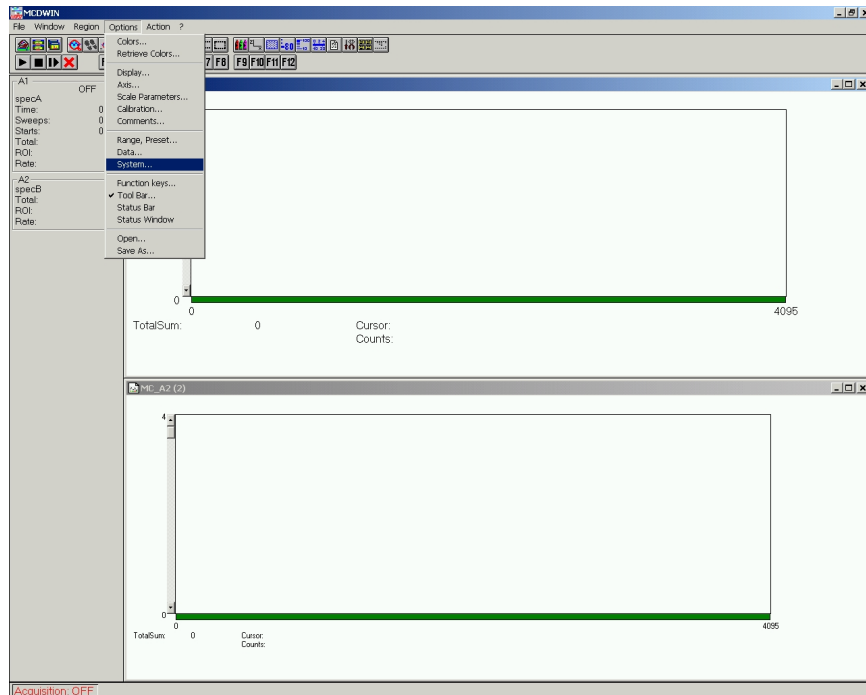 MCDWIN
File Window Region Options Action ?
Colors...
Retrieve Colors...
Display...
Axis...
Scale Parameters...
Calibration...
Comments...
Range, Preset...
Data...
System...
Function keys...
Tool Bar...
Status Bar
Status Window
Open...
Save As...
7 F8 F9 F10 F11 F12
A1
OFF
specA
Time: 0
Sweeps: 0
Starts: 0
Total:
ROI:
Rate:
A2
specB
Total:
ROI:
Rate:
0
0 4095
TotalSum: 0 Cursor:
Counts:
MC_A2 (2)
4
0
0 4095
TotalSum: 0 Cursor:
Counts:
Acquisition: OFF